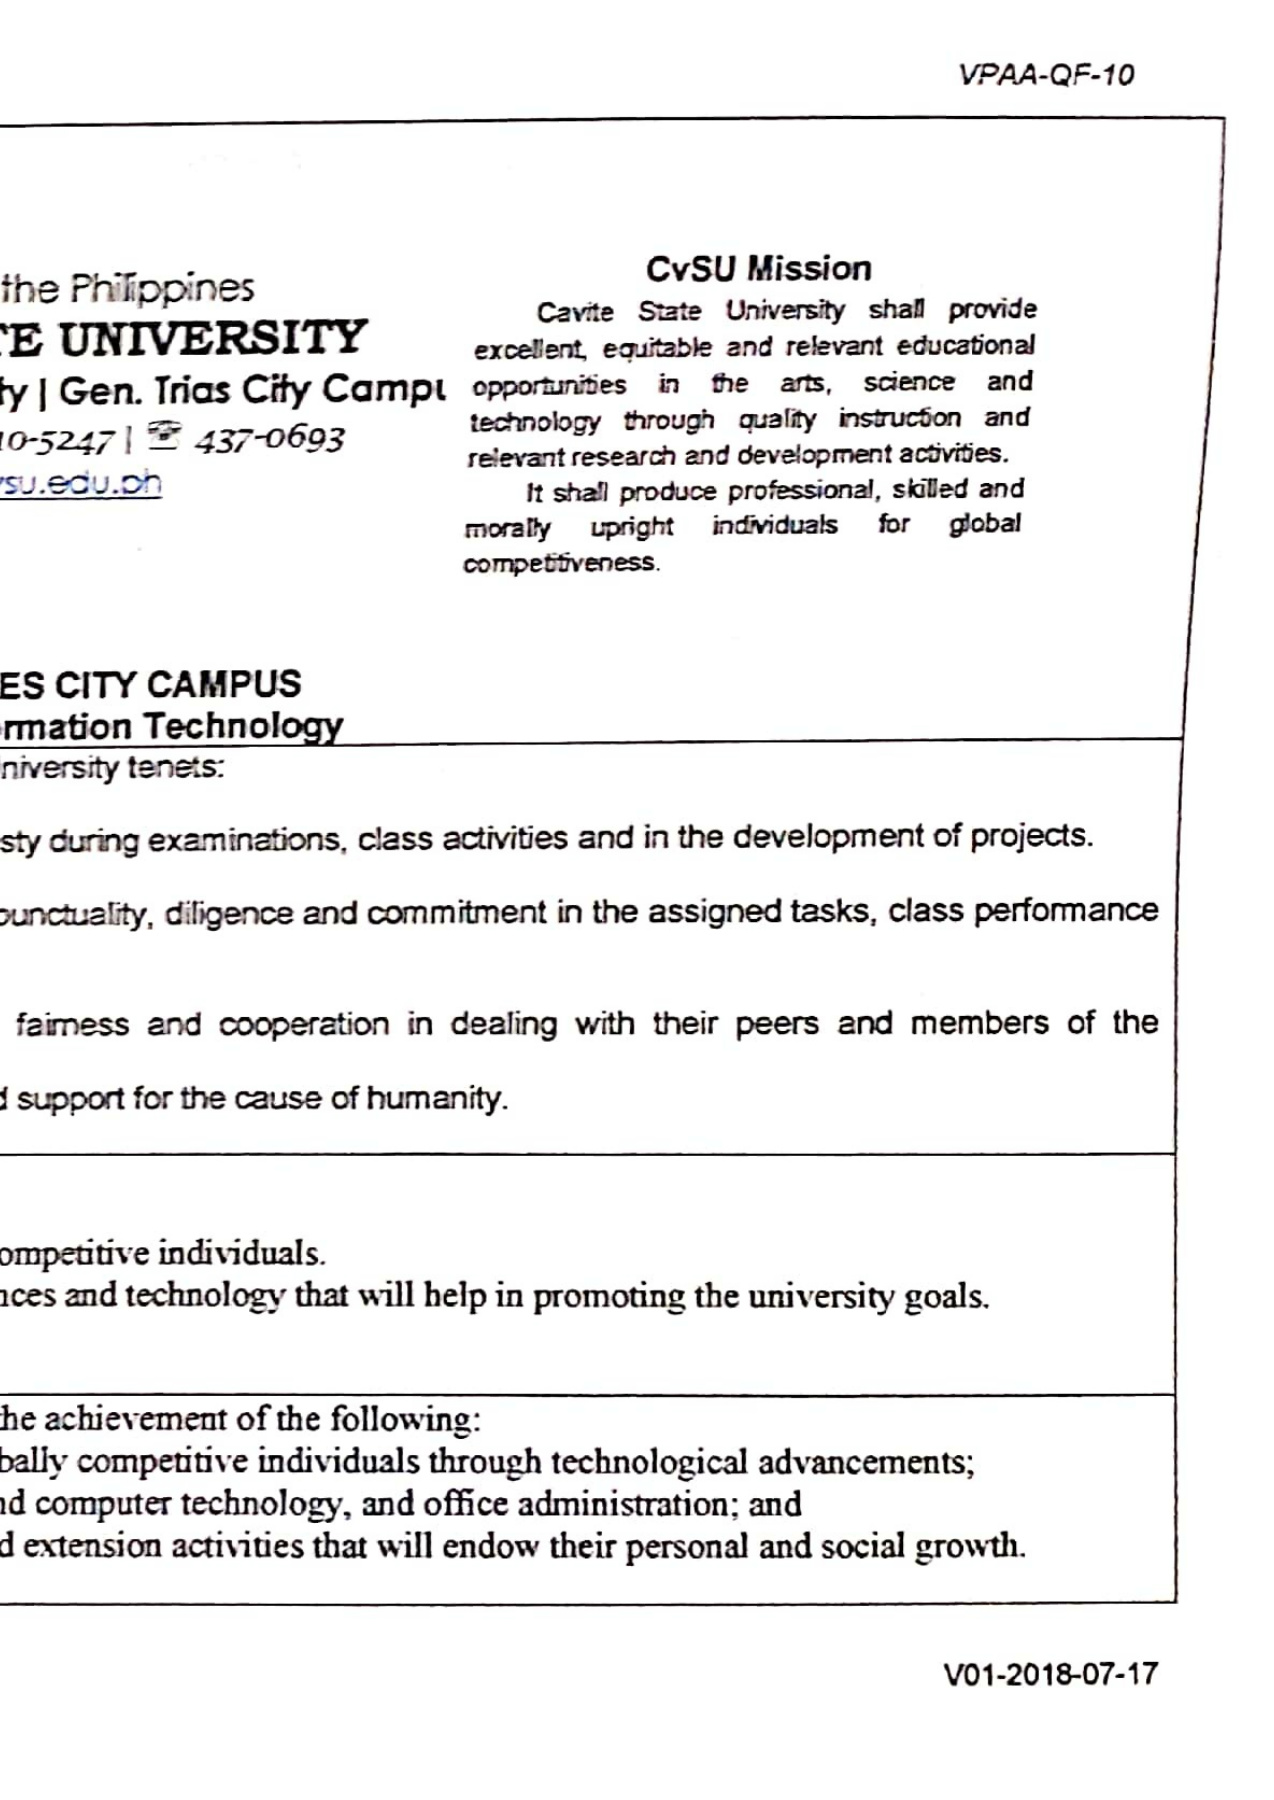 VPAA-QF-10
the Philippines
TE UNIVERSITY
ty | Gen. Trias City Campu
10-5247 | ☏ 437-0693
vsu.edu.ph
CvSU Mission
Cavite State University shall provide
excellent, equitable and relevant educational
opportunities in the arts, science and
technology through quality instruction and
relevant research and development activities.
It shall produce professional, skilled and
morally upright individuals for global
competitiveness.
ES CITY CAMPUS
ormation Technology
niversity tenets:
sty during examinations, class activities and in the development of projects.
punctuality, diligence and commitment in the assigned tasks, class performance
fairness and cooperation in dealing with their peers and members of the
d support for the cause of humanity.
ompetitive individuals.
nces and technology that will help in promoting the university goals.
he achievement of the following:
bally competitive individuals through technological advancements;
nd computer technology, and office administration; and
d extension activities that will endow their personal and social growth.
V01-2018-07-17